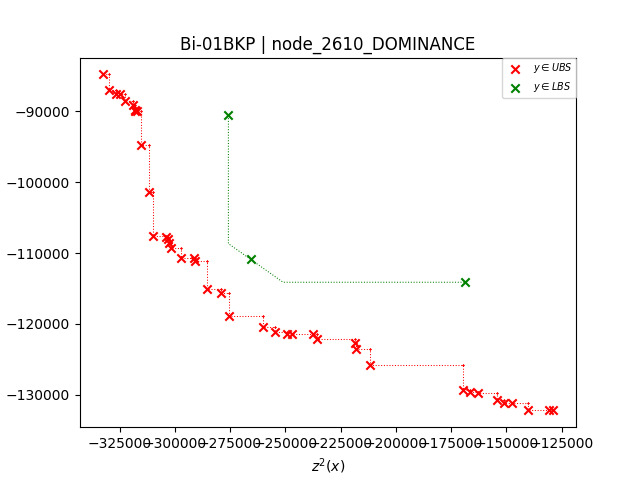 Bi-01BKP | node_2610_DOMINANCE
y ∈ UBS
y ∈ LBS
−90000
−100000
−110000
−120000
−130000
−325000 −300000 −275000 −250000 −225000 −200000 −175000 −150000 −125000
z²(x)